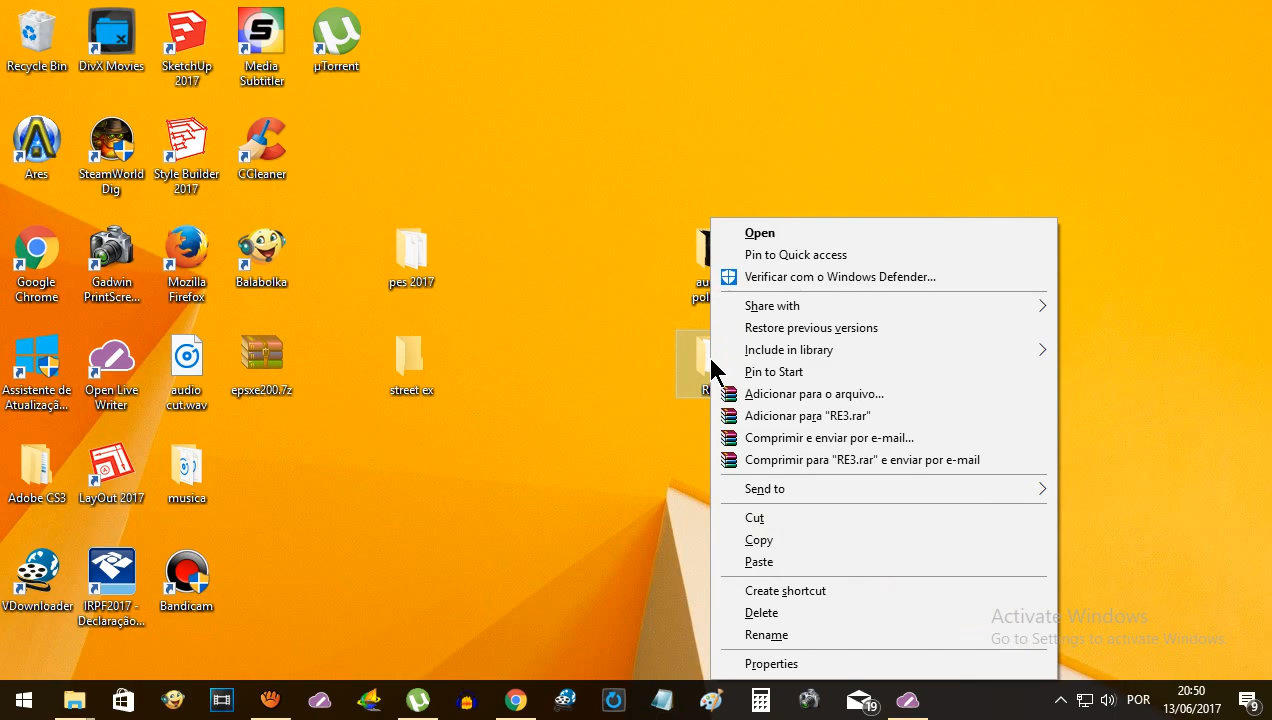 Recycle Bin
DivX Movies
SketchUp
2017
Media
Subtitler
µTorrent
Ares
SteamWorld
Dig
Style Builder
2017
CCleaner
Google
Chrome
Gadwin
PrintScre...
Mozilla
Firefox
Balabolka
pes 2017
Assistente de
Atualizaçã...
Open Live
Writer
audio
cut.wav
epsxe200.7z
street ex
Adobe CS3
LayOut 2017
musica
VDownloader
IRPF2017 -
Declaração...
Bandicam
Open
Pin to Quick access
Verificar com o Windows Defender...
Share with
Restore previous versions
Include in library
Pin to Start
Adicionar para o arquivo...
Adicionar para "RE3.rar"
Comprimir e enviar por e-mail...
Comprimir para "RE3.rar" e enviar por e-mail
Send to
Cut
Copy
Paste
Create shortcut
Delete
Rename
Properties
Activate Windows
Go to Settings to activate Windows.
19
POR
20:50
13/06/2017
9